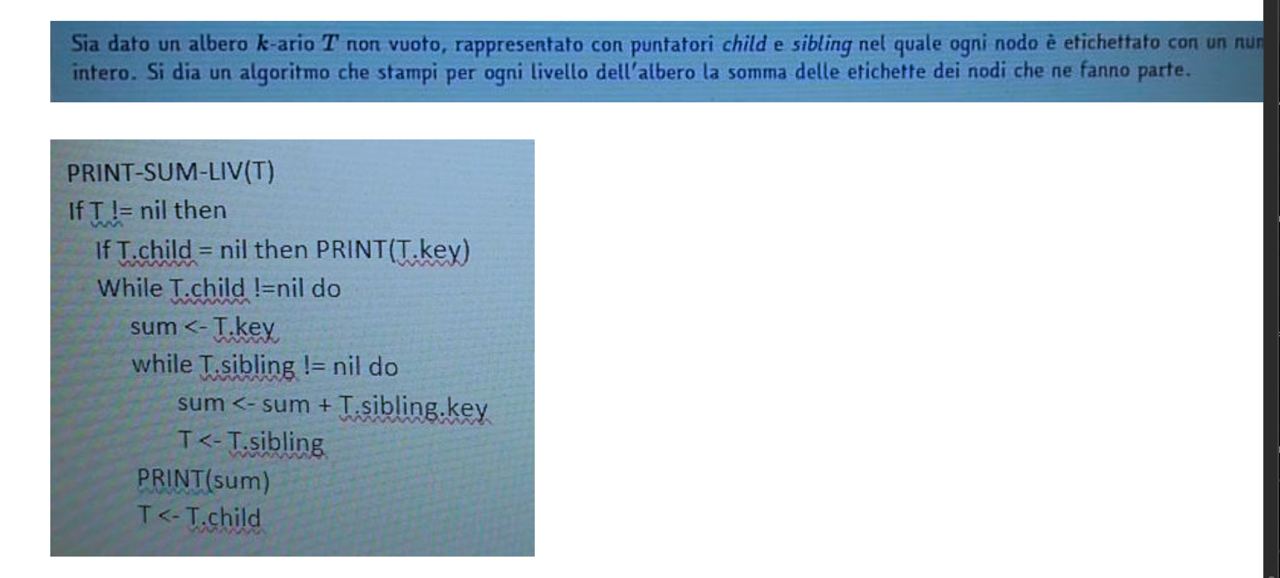 Sia dato un albero k-ario T non vuoto, rappresentato con puntatori child e sibling nel quale ogni nodo è etichettato con un
intero. Si dia un algoritmo che stampi per ogni livello dell'albero la somma delle etichette dei nodi che ne fanno parte.
PRINT-SUM-LIV(T)
If T != nil then
If T.child = nil then PRINT(T.key)
While T.child !=nil do
sum <- T.key
while T.sibling != nil do
sum <- sum + T.sibling.key
T <- T.sibling
PRINT(sum)
T <- T.child